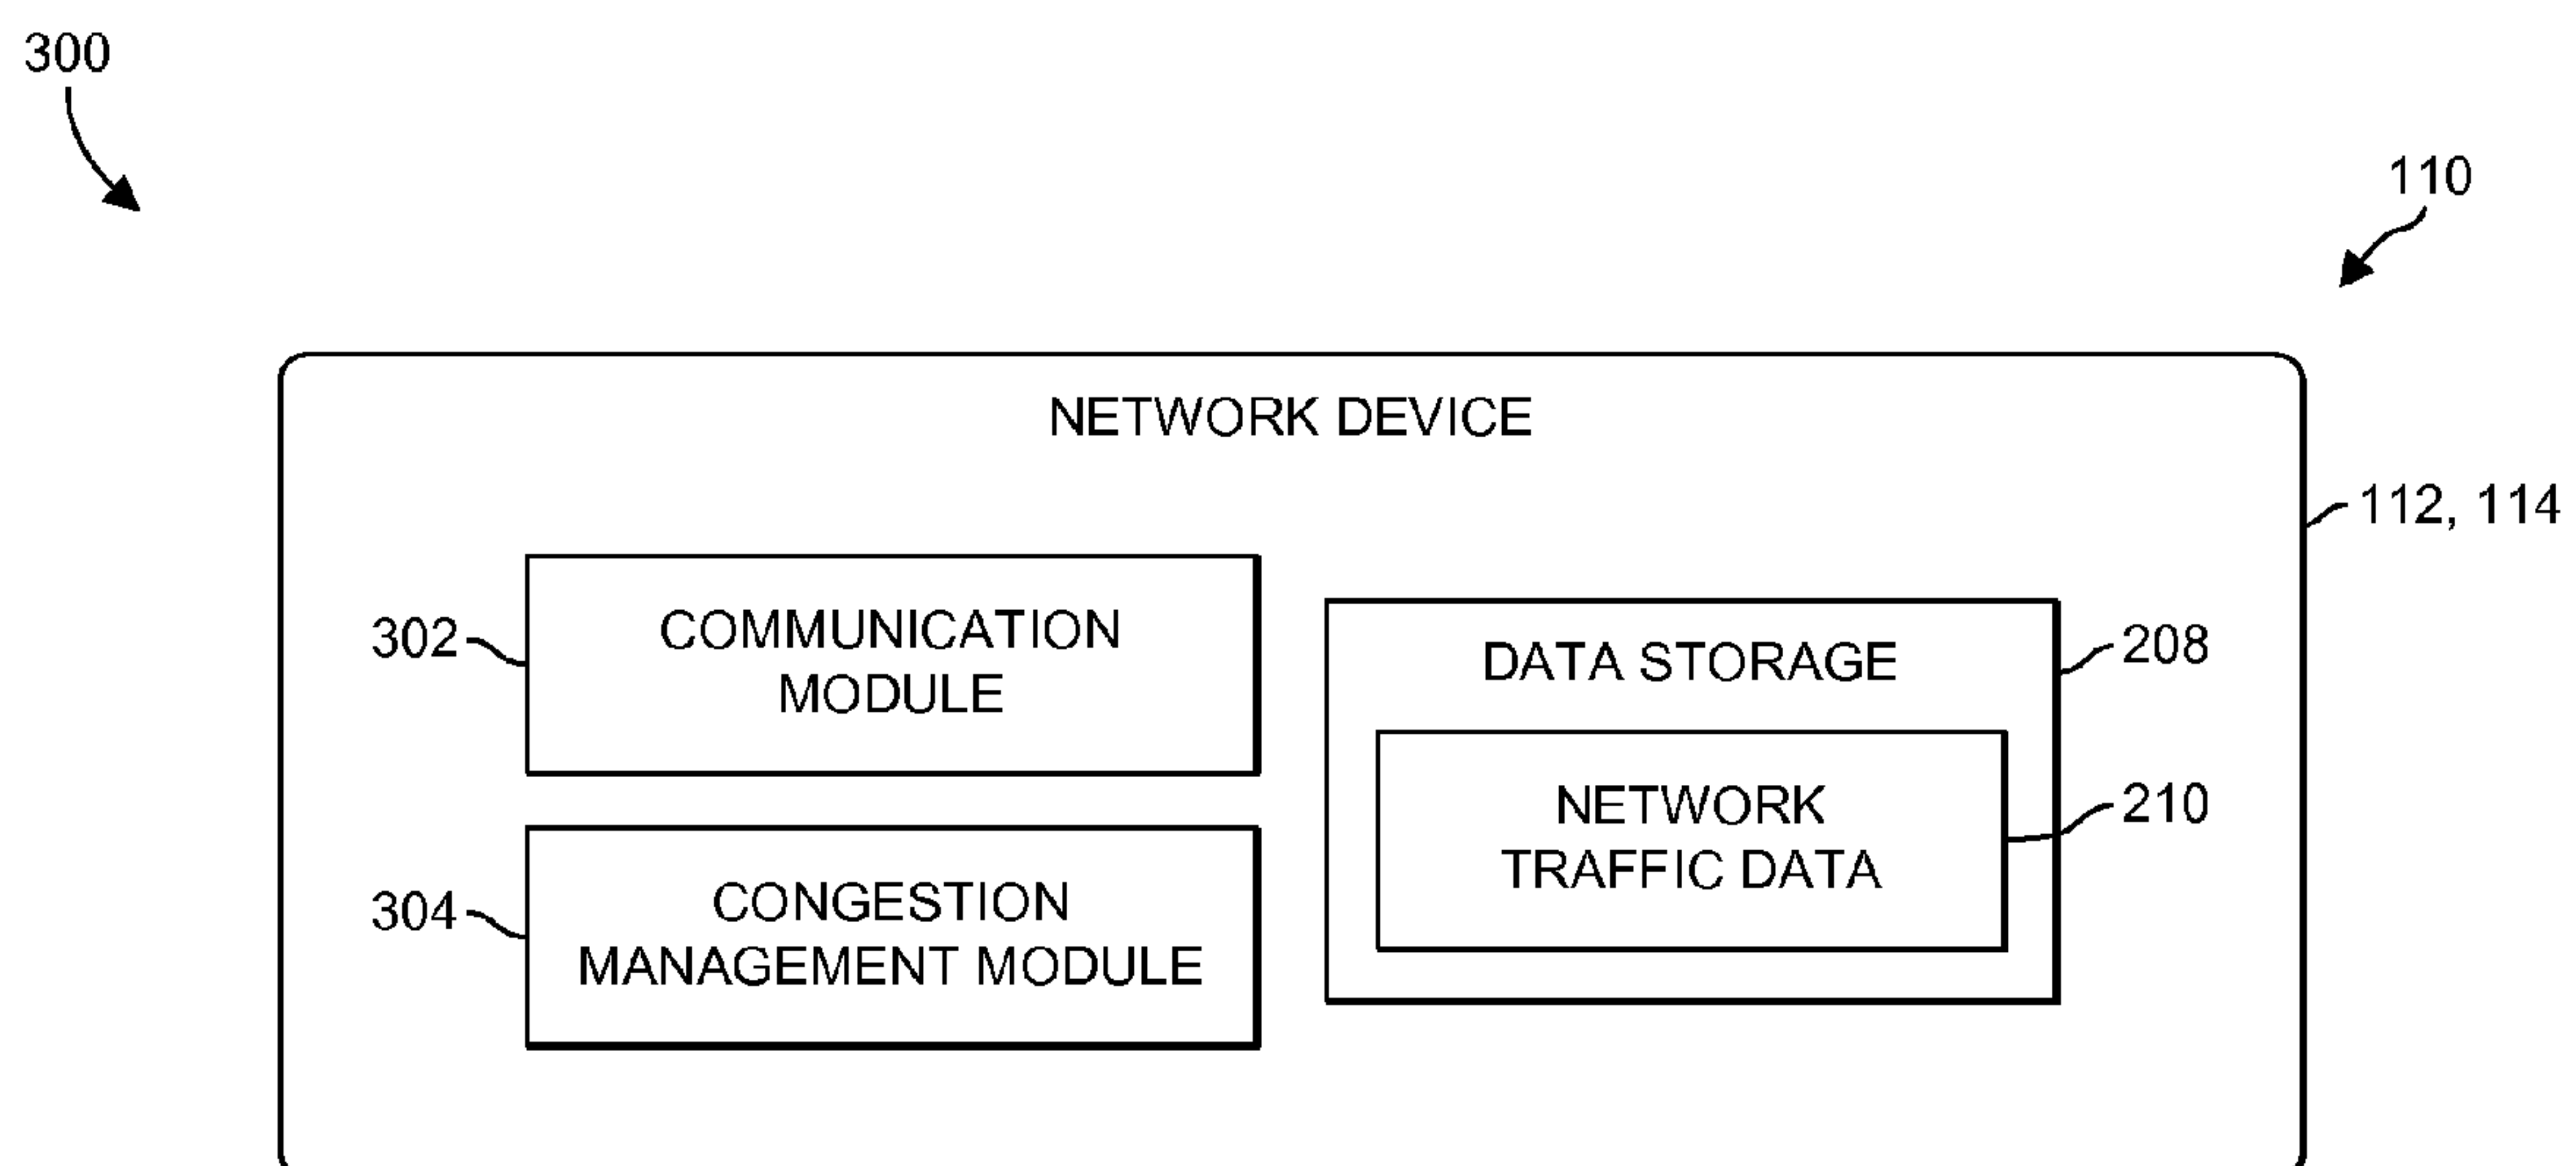 300
110
NETWORK DEVICE
112, 114
302
COMMUNICATION
MODULE
DATA STORAGE
208
NETWORK
TRAFFIC DATA
210
304
CONGESTION
MANAGEMENT MODULE